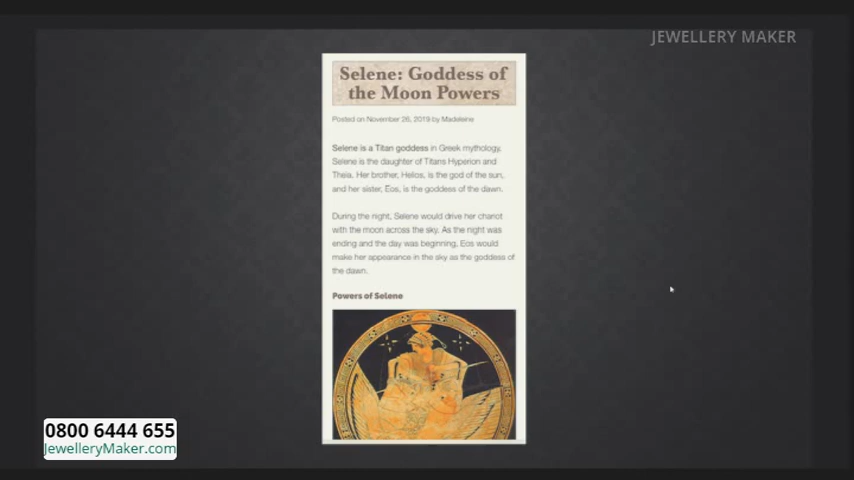 JEWELLERY MAKER
Selene: Goddess of
the Moon Powers
Posted on November 26, 2019 by Madeleine
Selene is a Titan goddess in Greek mythology.
Selene is the daughter of Titans Hyperion and
Theia. Her brother, Helios, is the god of the sun,
and her sister, Eos, is the goddess of the dawn.
During the night, Selene would drive her chariot
with the moon across the sky. As the night was
ending and the day was beginning, Eos would
make her appearance in the sky as the goddess of
the dawn.
Powers of Selene
0800 6444 655
JewelleryMaker.com